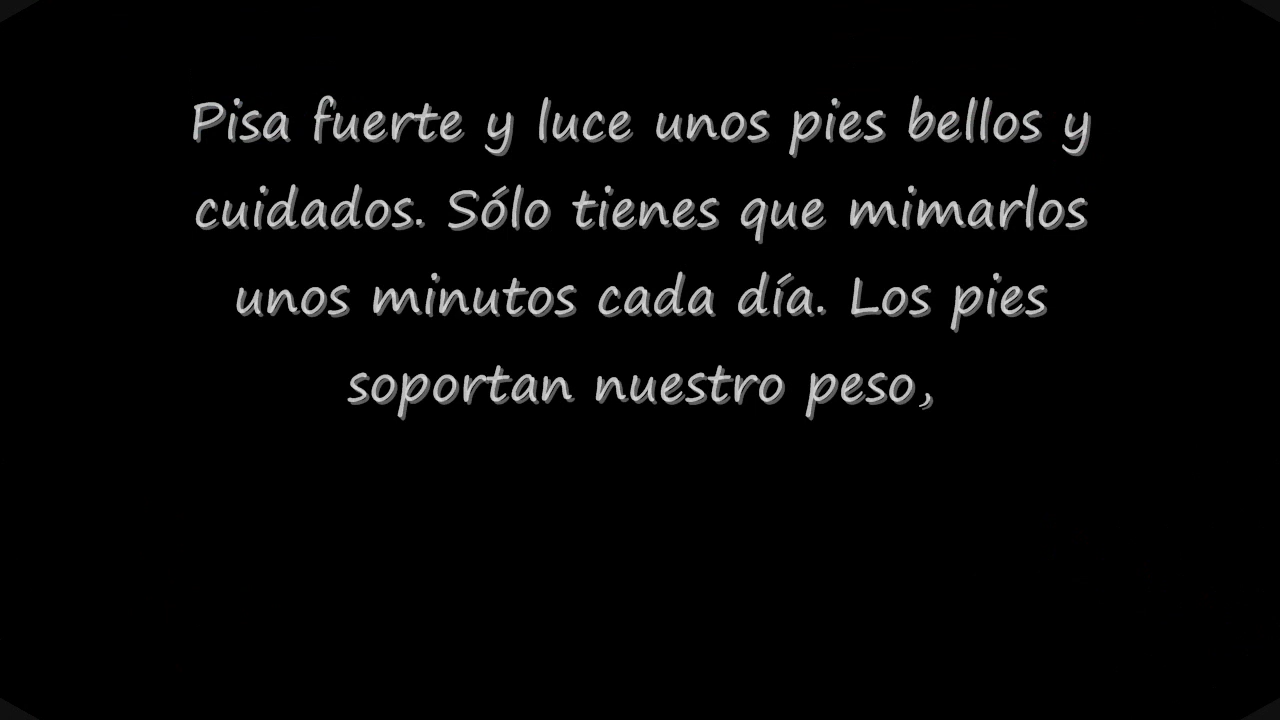 Pisa fuerte y luce unos pies bellos y
cuidados. Sólo tienes que mimarlos
unos minutos cada día. Los pies
soportan nuestro peso,